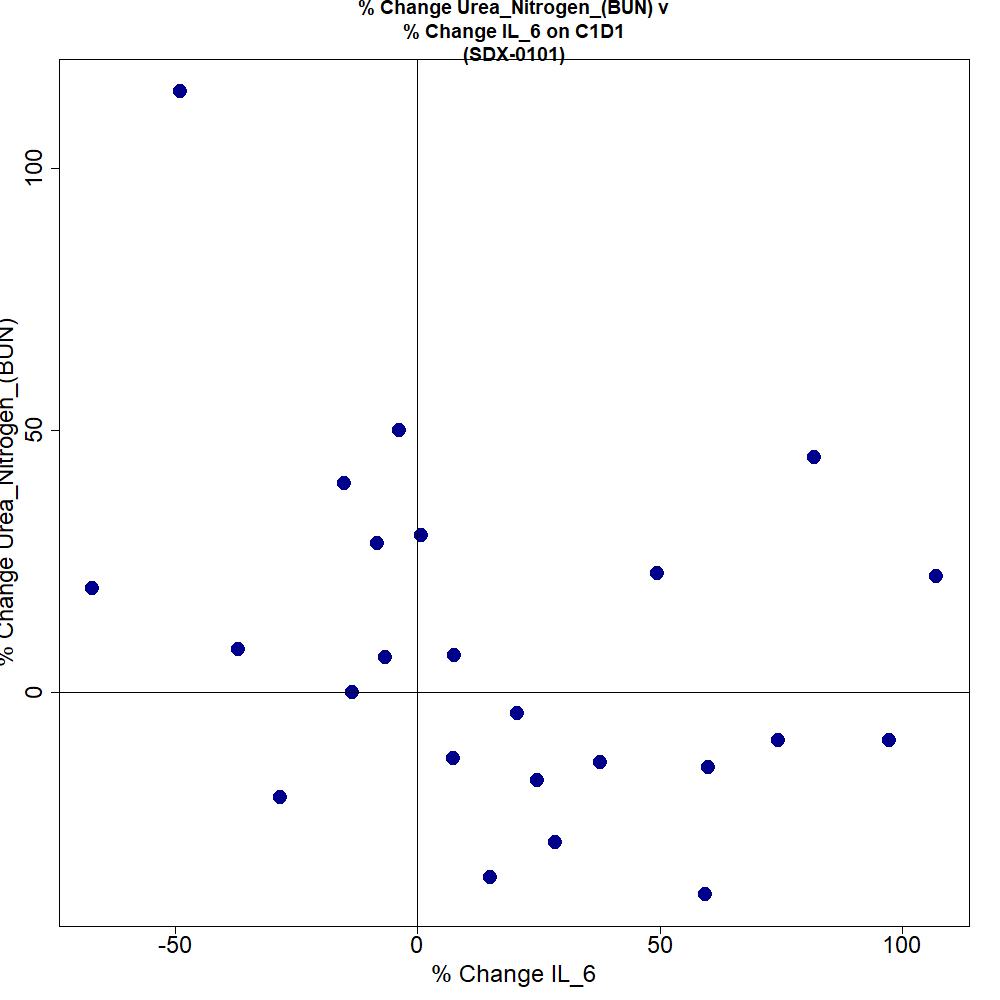 % Change Urea_Nitrogen_(BUN) v
% Change IL_6 on C1D1
(SDX-0101)
% Change Urea_Nitrogen_(BUN)
100
50
0
-50
0
50
100
% Change IL_6